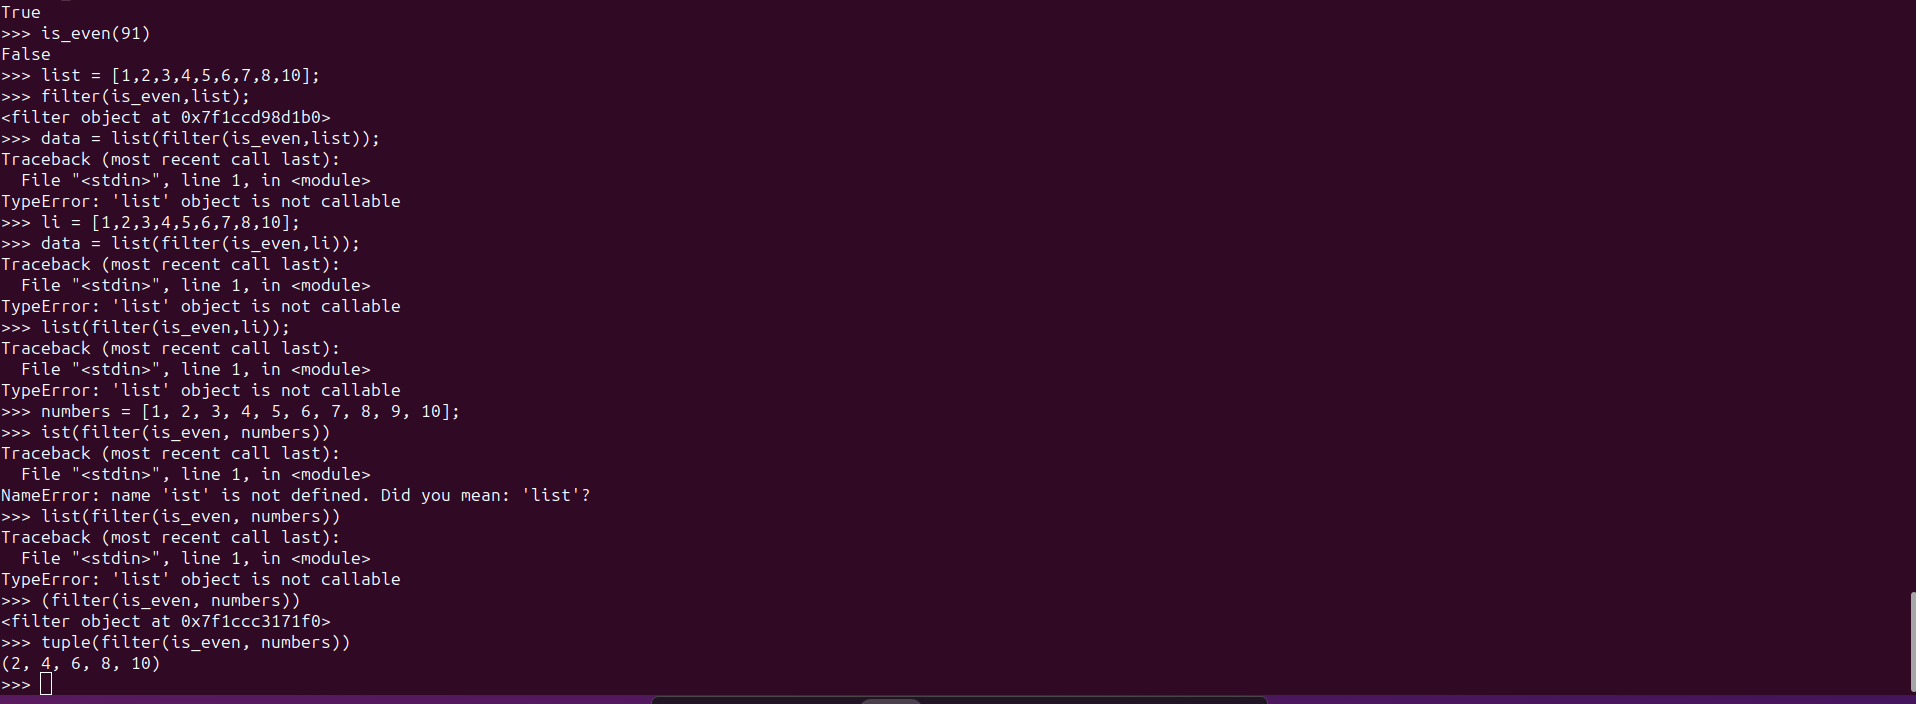 True
>>> is_even(91)
False
>>> list = [1,2,3,4,5,6,7,8,10];
>>> filter(is_even,list);
<filter object at 0x7f1ccd98d1b0>
>>> data = list(filter(is_even,list));
Traceback (most recent call last):
  File "<stdin>", line 1, in <module>
TypeError: 'list' object is not callable
>>> li = [1,2,3,4,5,6,7,8,10];
>>> data = list(filter(is_even,li));
Traceback (most recent call last):
  File "<stdin>", line 1, in <module>
TypeError: 'list' object is not callable
>>> list(filter(is_even,li));
Traceback (most recent call last):
  File "<stdin>", line 1, in <module>
TypeError: 'list' object is not callable
>>> numbers = [1, 2, 3, 4, 5, 6, 7, 8, 9, 10];
>>> ist(filter(is_even, numbers))
Traceback (most recent call last):
  File "<stdin>", line 1, in <module>
NameError: name 'ist' is not defined. Did you mean: 'list'?
>>> list(filter(is_even, numbers))
Traceback (most recent call last):
  File "<stdin>", line 1, in <module>
TypeError: 'list' object is not callable
>>> (filter(is_even, numbers))
<filter object at 0x7f1ccc3171f0>
>>> tuple(filter(is_even, numbers))
(2, 4, 6, 8, 10)
>>>